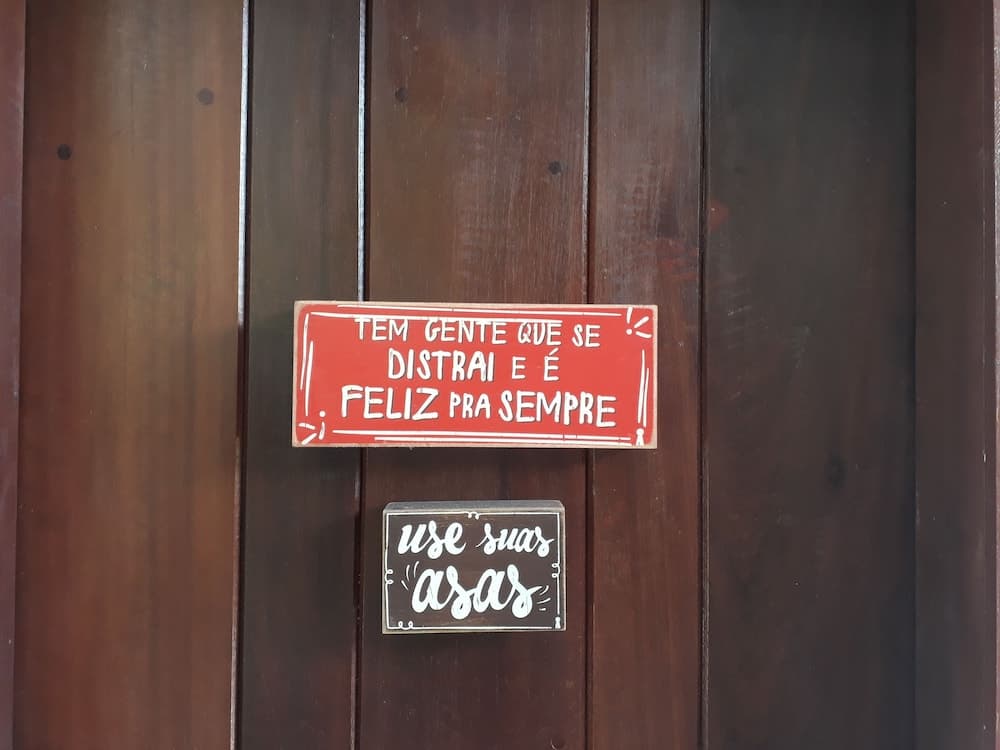 TEM GENTE QUE SE
DISTRAI E É
FELIZ PRA SEMPRE
use suas
asas